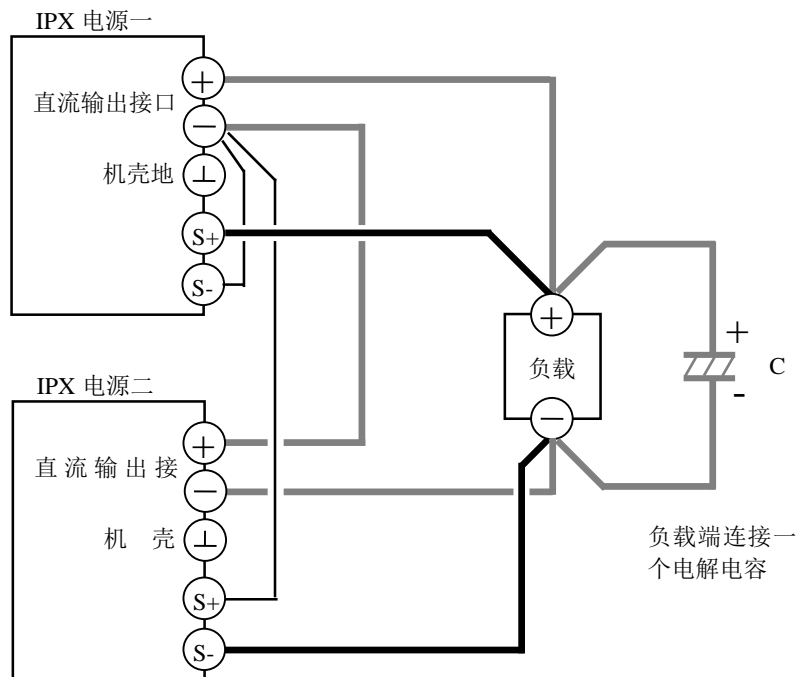 IPX 电源一
+
直流输出接口
—
机壳地
⊥
S+
S-
+
负载
—
+
C
-
IPX 电源二
+
直流输出接
—
机 壳
⊥
S+
S-
负载端连接一
个电解电容